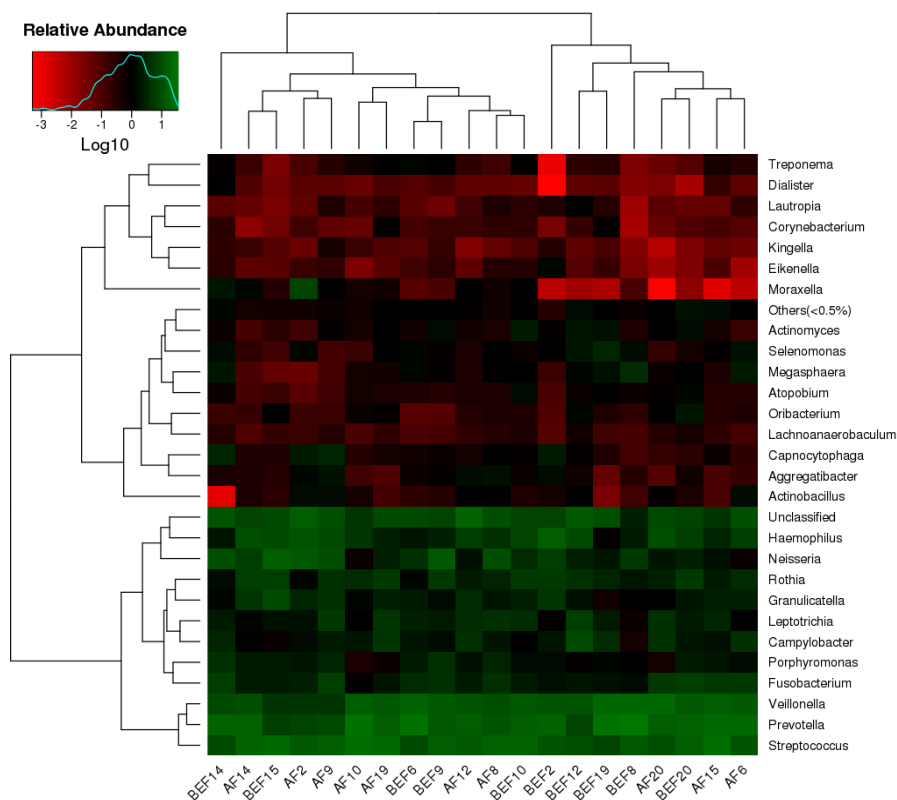 Relative Abundance
-3 -2 -1 0 1
Log10
Treponema
Dialister
Lautropia
Corynebacterium
Kingella
Eikenella
Moraxella
Others(<0.5%)
Actinomyces
Selenomonas
Megasphaera
Atopobium
Oribacterium
Lachnoanaerobaculum
Capnocytophaga
Aggregatibacter
Actinobacillus
Unclassified
Haemophilus
Neisseria
Rothia
Granulicatella
Leptotrichia
Campylobacter
Porphyromonas
Fusobacterium
Veillonella
Prevotella
Streptococcus
BEF14 AF14 BEF15 AF2 AF9 AF10 AF19 BEF6 BEF9 AF12 AF8 BEF10 BEF2 BEF12 BEF19 BEF8 AF20 BEF20 AF15 AF6